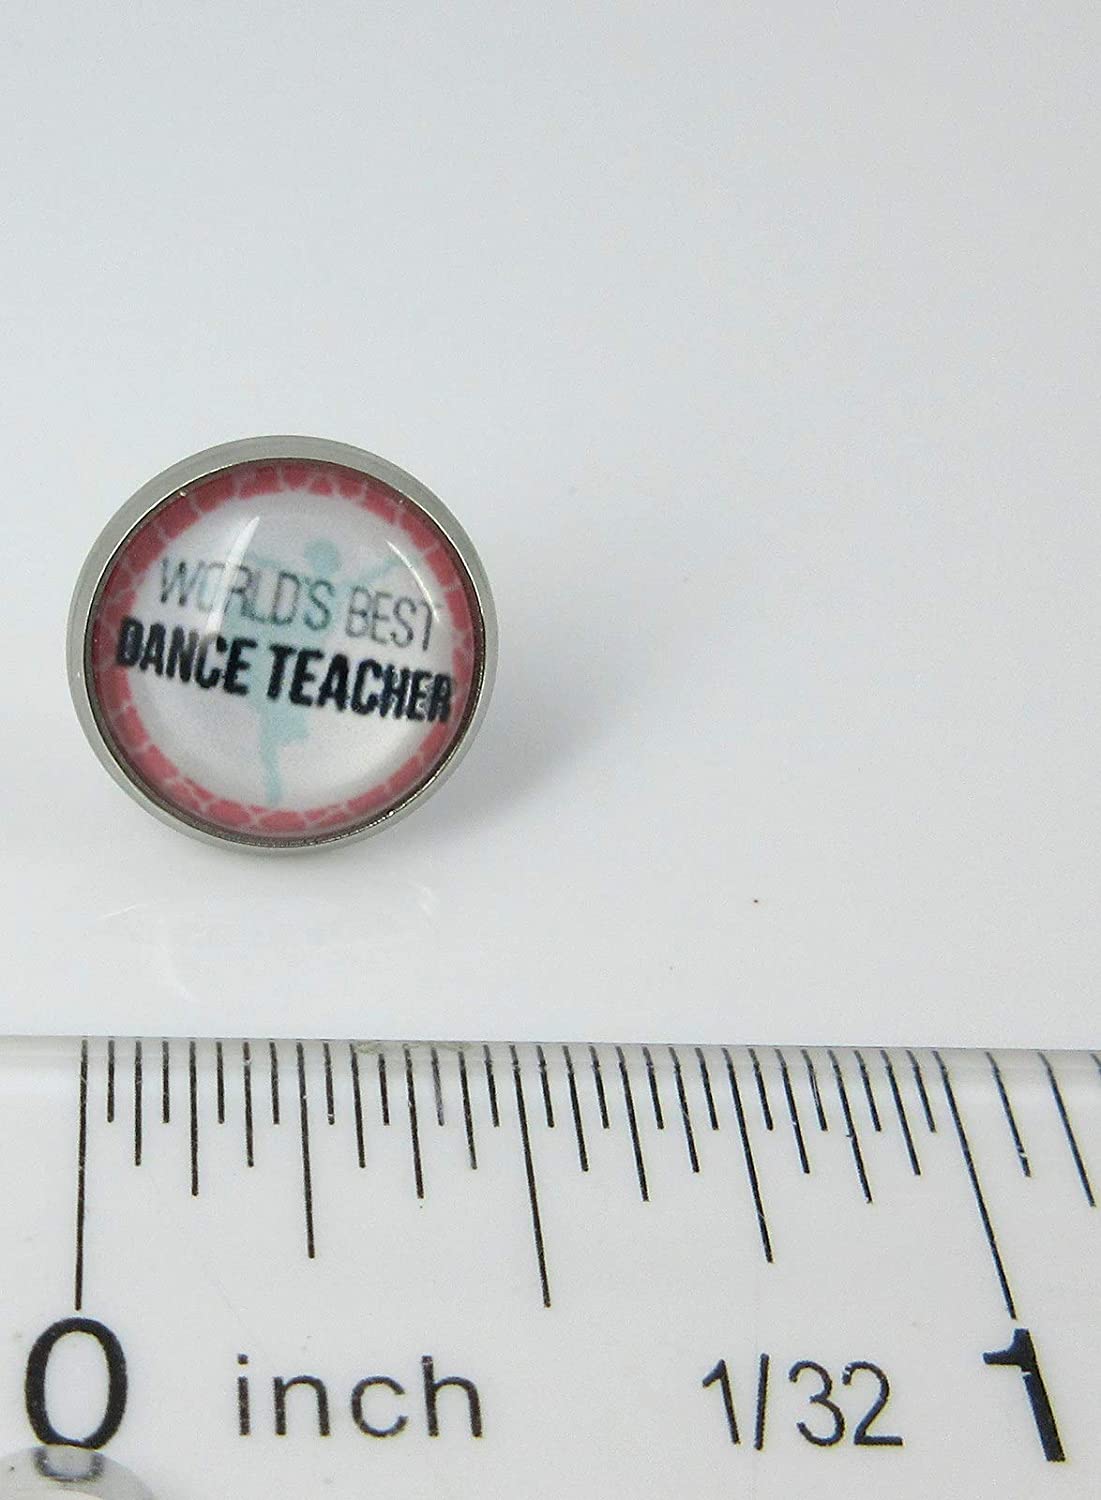 WORLD'S BEST
DANCE TEACHER
0 inch 1/32 1